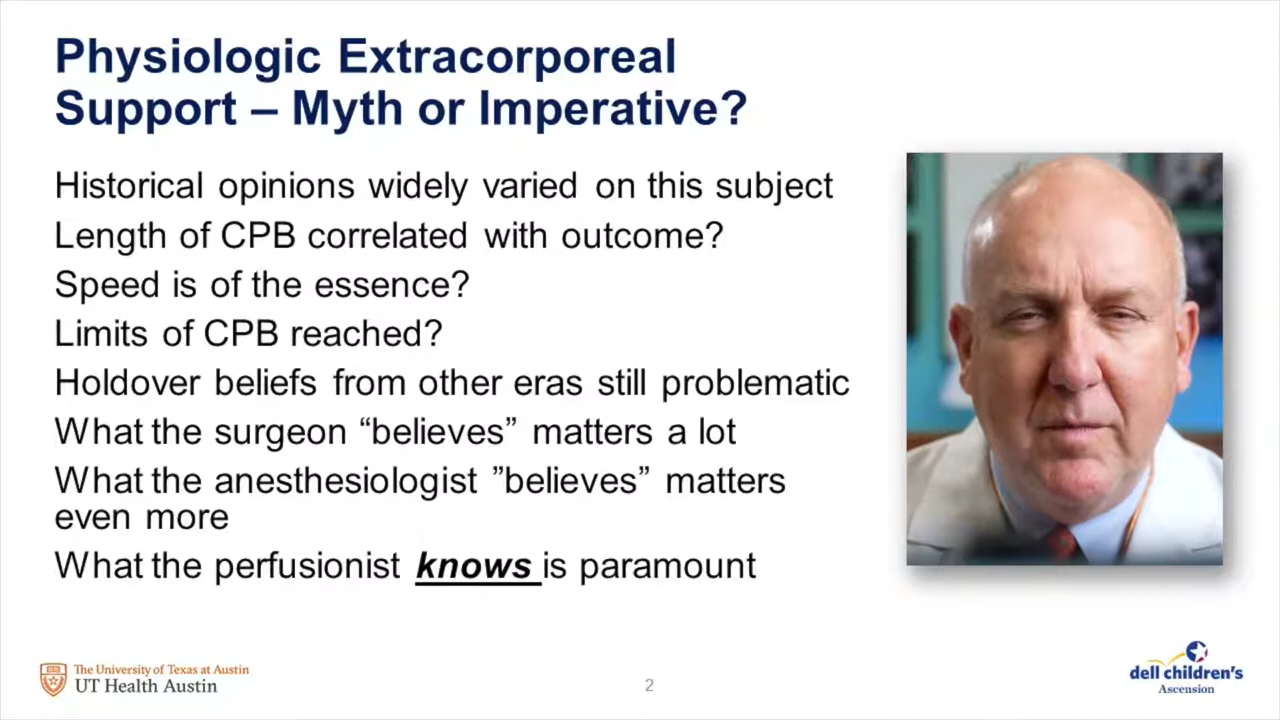 Physiologic Extracorporeal
Support – Myth or Imperative?
Historical opinions widely varied on this subject
Length of CPB correlated with outcome?
Speed is of the essence?
Limits of CPB reached?
Holdover beliefs from other eras still problematic
What the surgeon “believes” matters a lot
What the anesthesiologist ”believes” matters
even more
What the perfusionist knows is paramount
The University of Texas at Austin
UT Health Austin
2
dell children's
Ascension